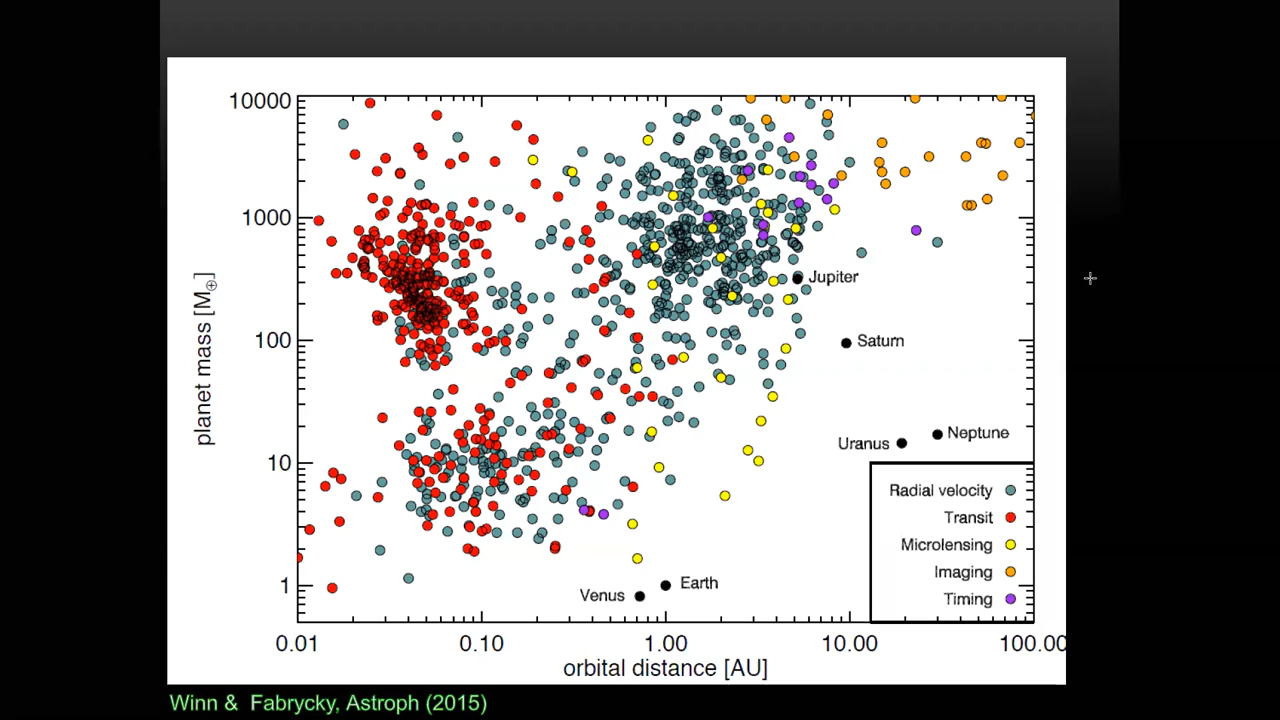 10000
1000
100
10
1
planet mass [M⊕]
Jupiter
Saturn
Uranus
Neptune
Earth
Venus
Radial velocity
Transit
Microlensing
Imaging
Timing
0.01 0.10 1.00 10.00 100.00
orbital distance [AU]
Winn & Fabrycky, Astroph (2015)